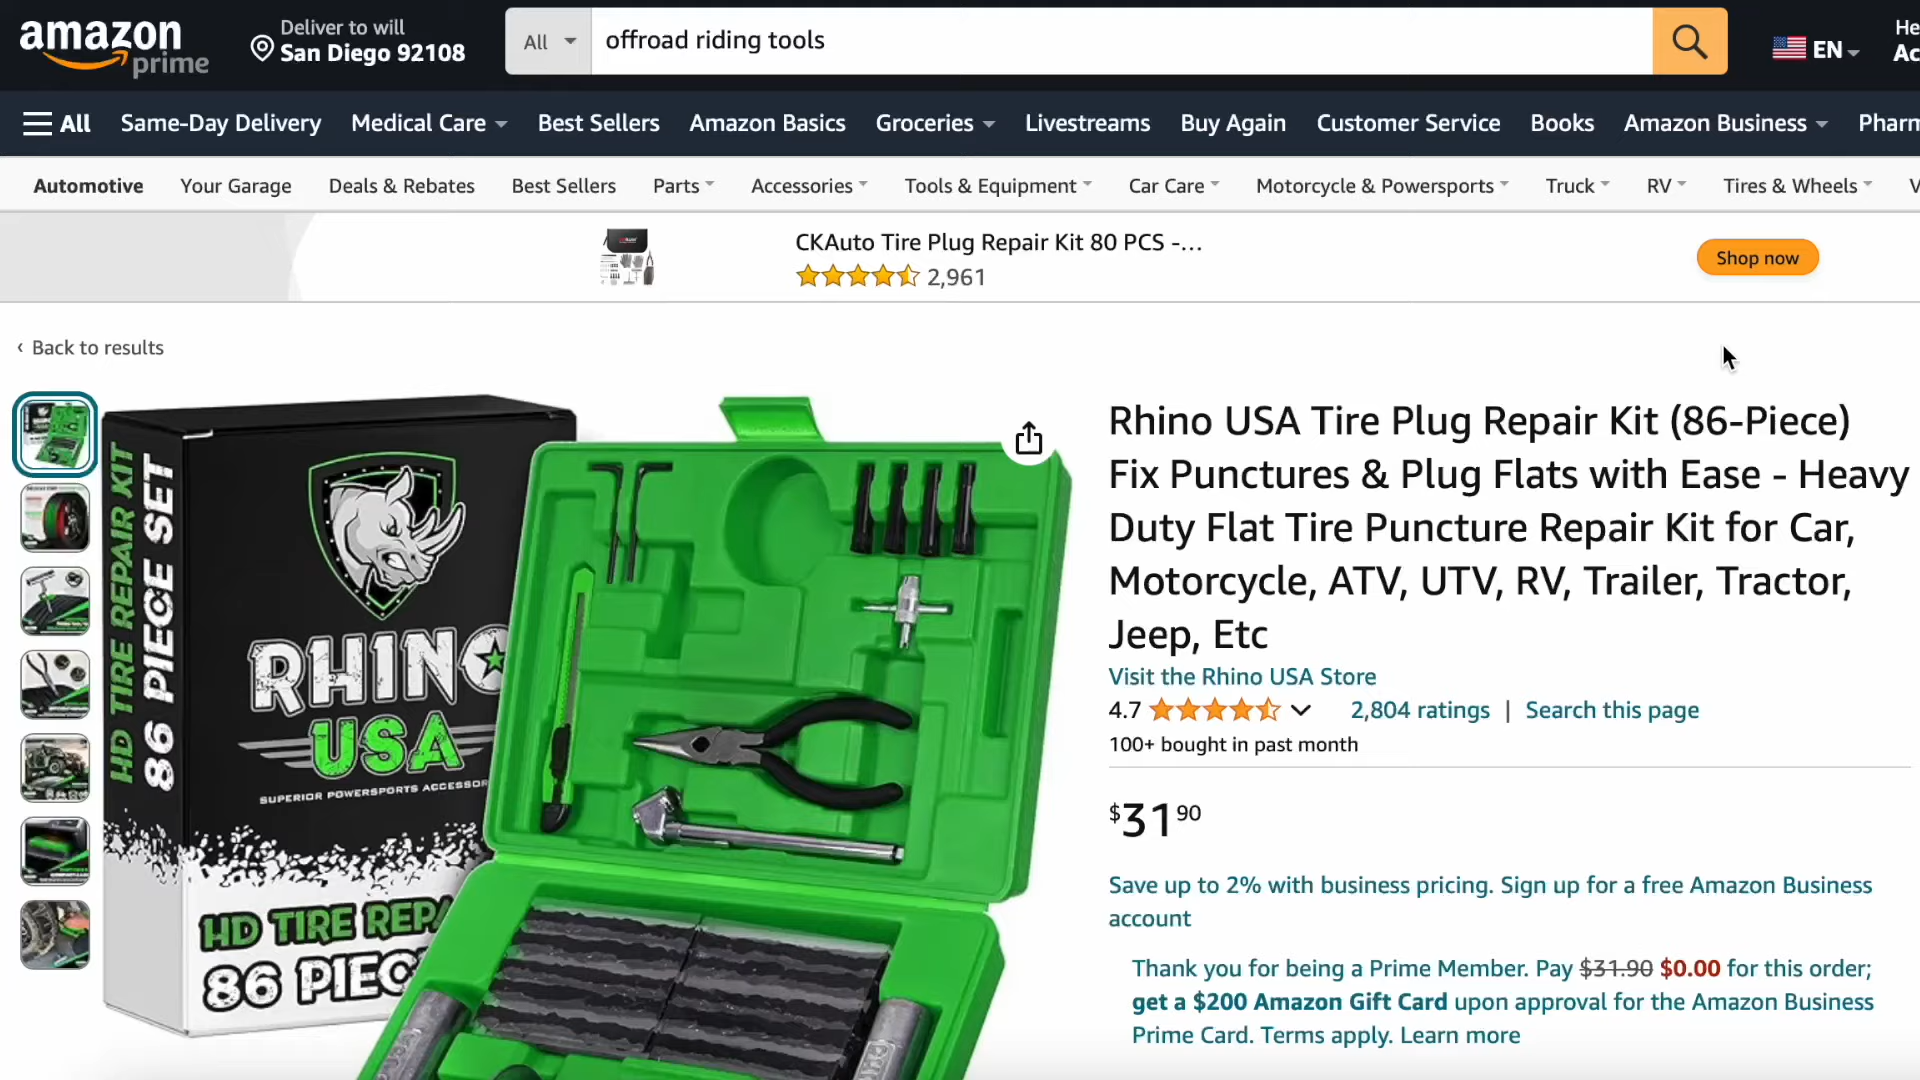 amazon
prime
Deliver to will
San Diego 92108
All
offroad riding tools
EN
He
Ac
All
Same-Day Delivery
Medical Care
Best Sellers
Amazon Basics
Groceries
Livestreams
Buy Again
Customer Service
Books
Amazon Business
Pharm
Automotive
Your Garage
Deals & Rebates
Best Sellers
Parts
Accessories
Tools & Equipment
Car Care
Motorcycle & Powersports
Truck
RV
Tires & Wheels
CKAuto Tire Plug Repair Kit 80 PCS -...
2,961
Shop now
‹ Back to results
HD TIRE REPAIR KIT
86 PIECE SET
RHINO
USA
SUPERIOR POWERSPORTS ACCESSOR
HD TIRE REPA
86 PIEC
Rhino USA Tire Plug Repair Kit (86-Piece)
Fix Punctures & Plug Flats with Ease - Heavy
Duty Flat Tire Puncture Repair Kit for Car,
Motorcycle, ATV, UTV, RV, Trailer, Tractor,
Jeep, Etc
Visit the Rhino USA Store
4.7
2,804 ratings | Search this page
100+ bought in past month
$31 90
Save up to 2% with business pricing. Sign up for a free Amazon Business
account
Thank you for being a Prime Member. Pay $31.90 $0.00 for this order;
get a $200 Amazon Gift Card upon approval for the Amazon Business
Prime Card. Terms apply. Learn more